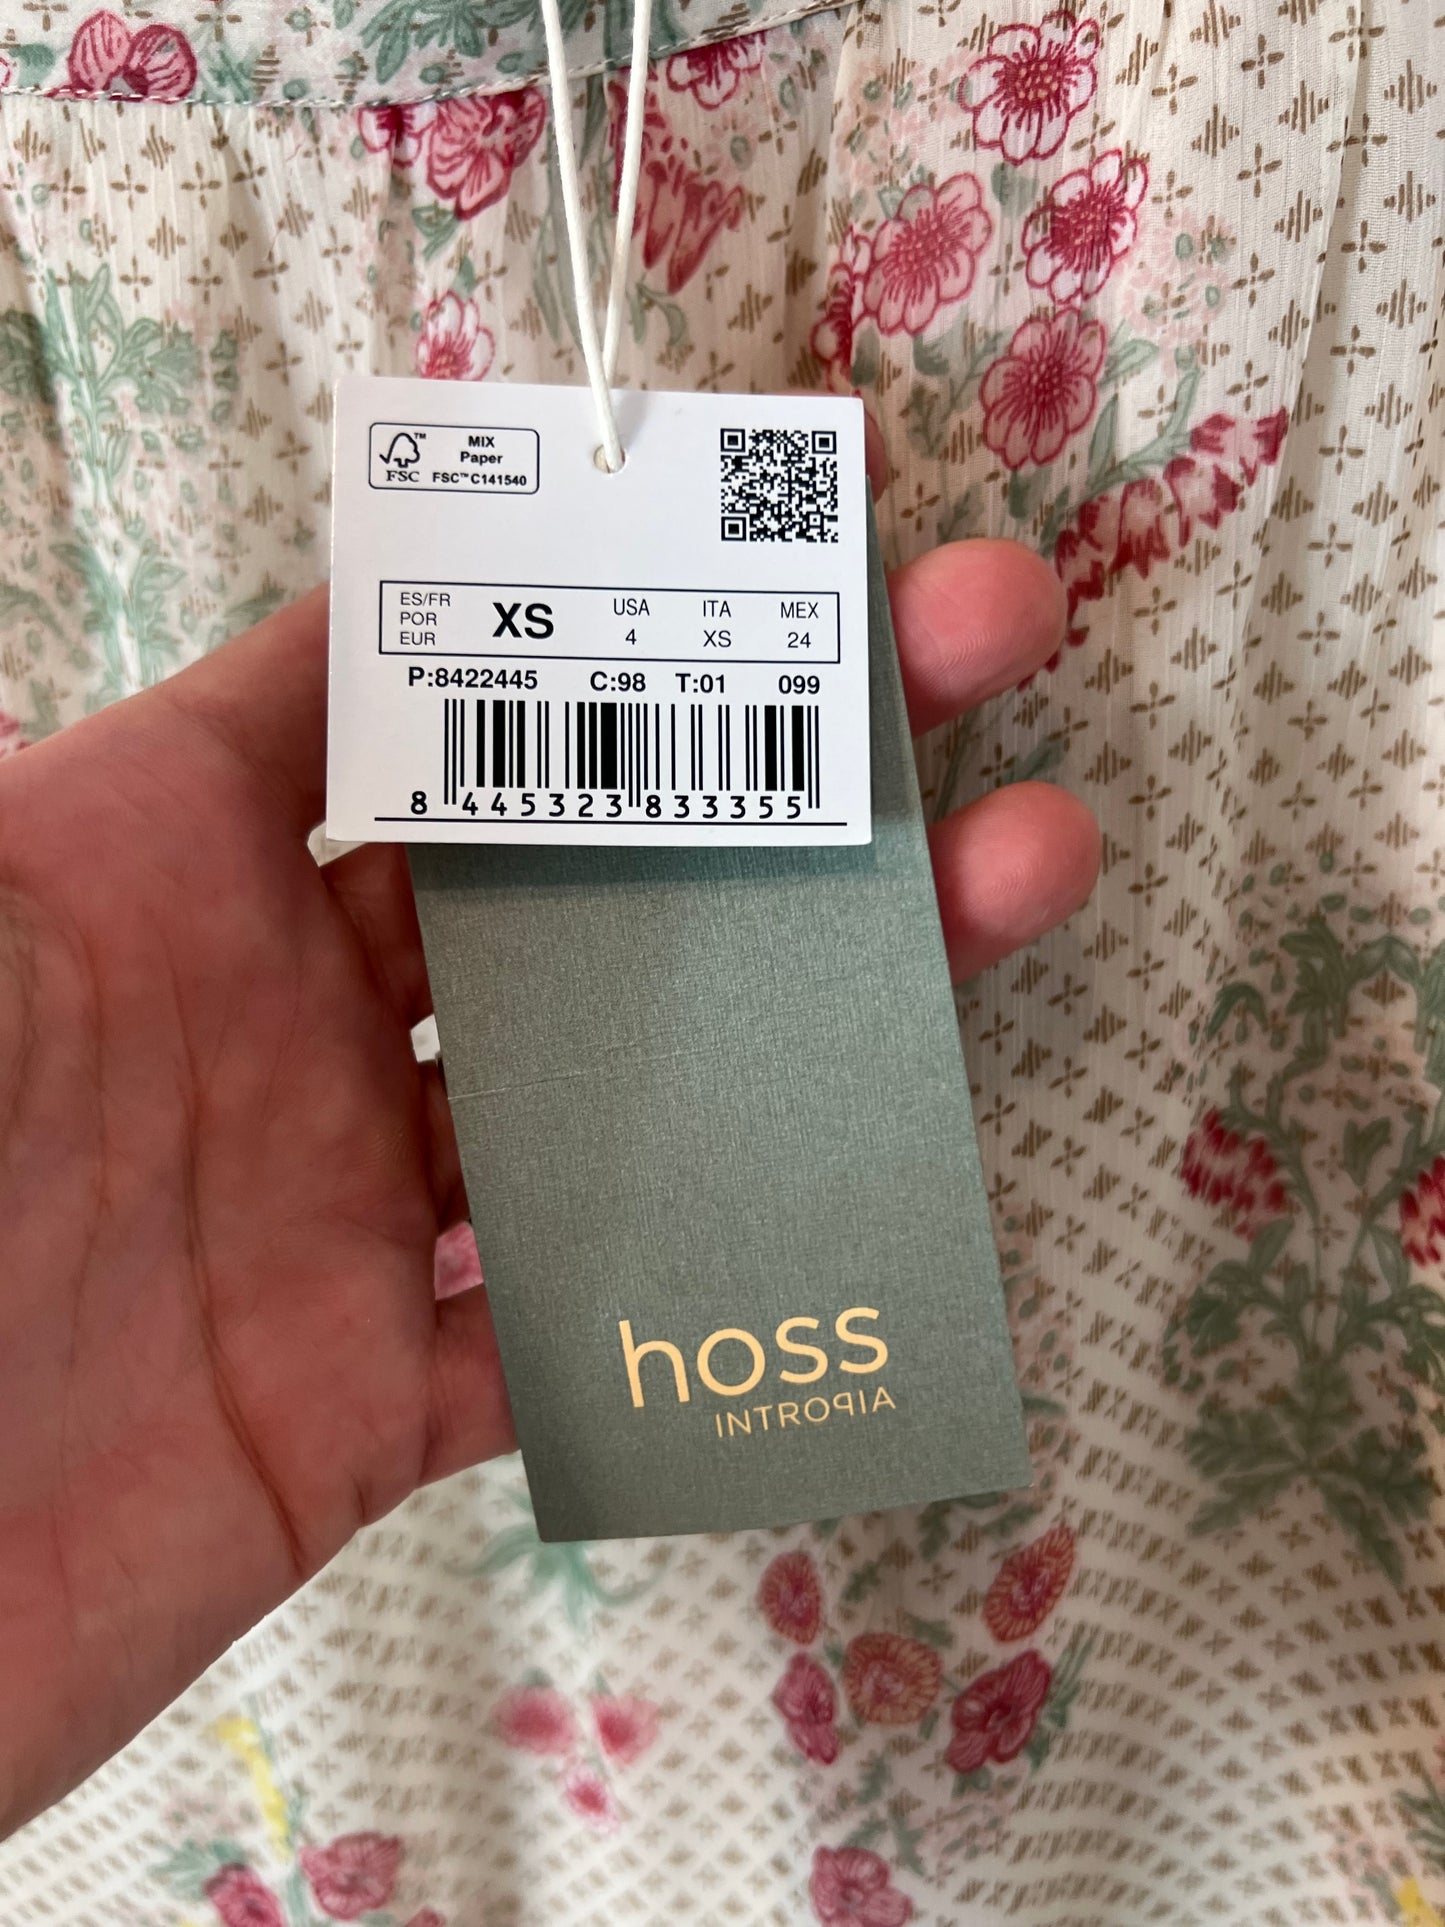 MIX
Paper
FSC™ FSC™ C141540
ES/FR
POR
EUR
XS
USA
4
ITA
XS
MEX
24
P:8422445 C:98 T:01 099
8 445323 833355
hoss
INTROPIA